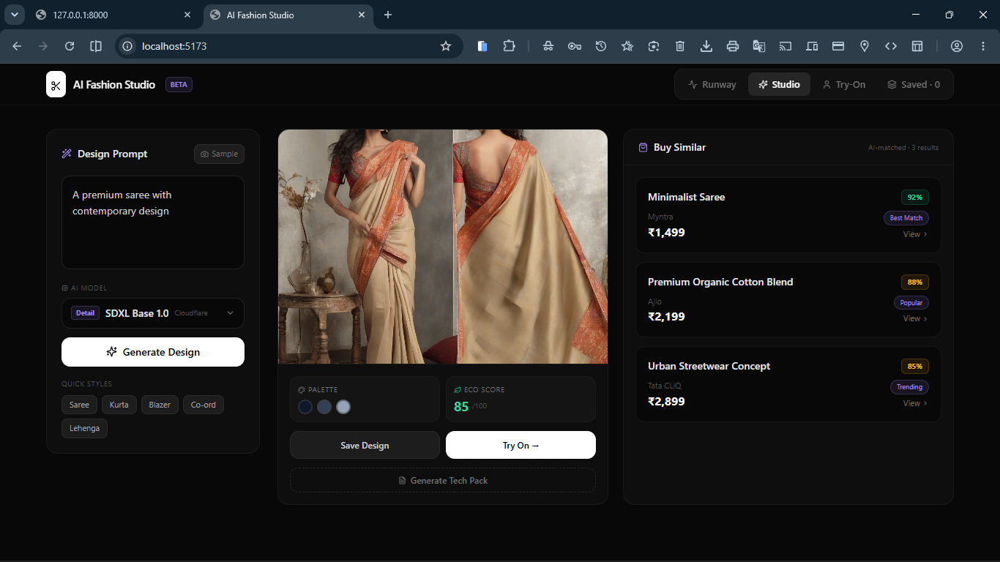 127.0.0.1:8000
AI Fashion Studio
localhost:5173
AI Fashion Studio
BETA
Runway
Studio
Try-On
Saved · 0
Design Prompt
Sample
A premium saree with
contemporary design
AI MODEL
Detail SDXL Base 1.0 Cloudflare
Generate Design
QUICK STYLES
Saree
Kurta
Blazer
Co-ord
Lehenga
PALETTE
ECO SCORE
85 /100
Save Design
Try On →
Generate Tech Pack
Buy Similar
AI-matched · 3 results
Minimalist Saree
92%
Myntra
Best Match
₹1,499
View ›
Premium Organic Cotton Blend
88%
Ajio
Popular
₹2,199
View ›
Urban Streetwear Concept
85%
Tata CLiQ
Trending
₹2,899
View ›